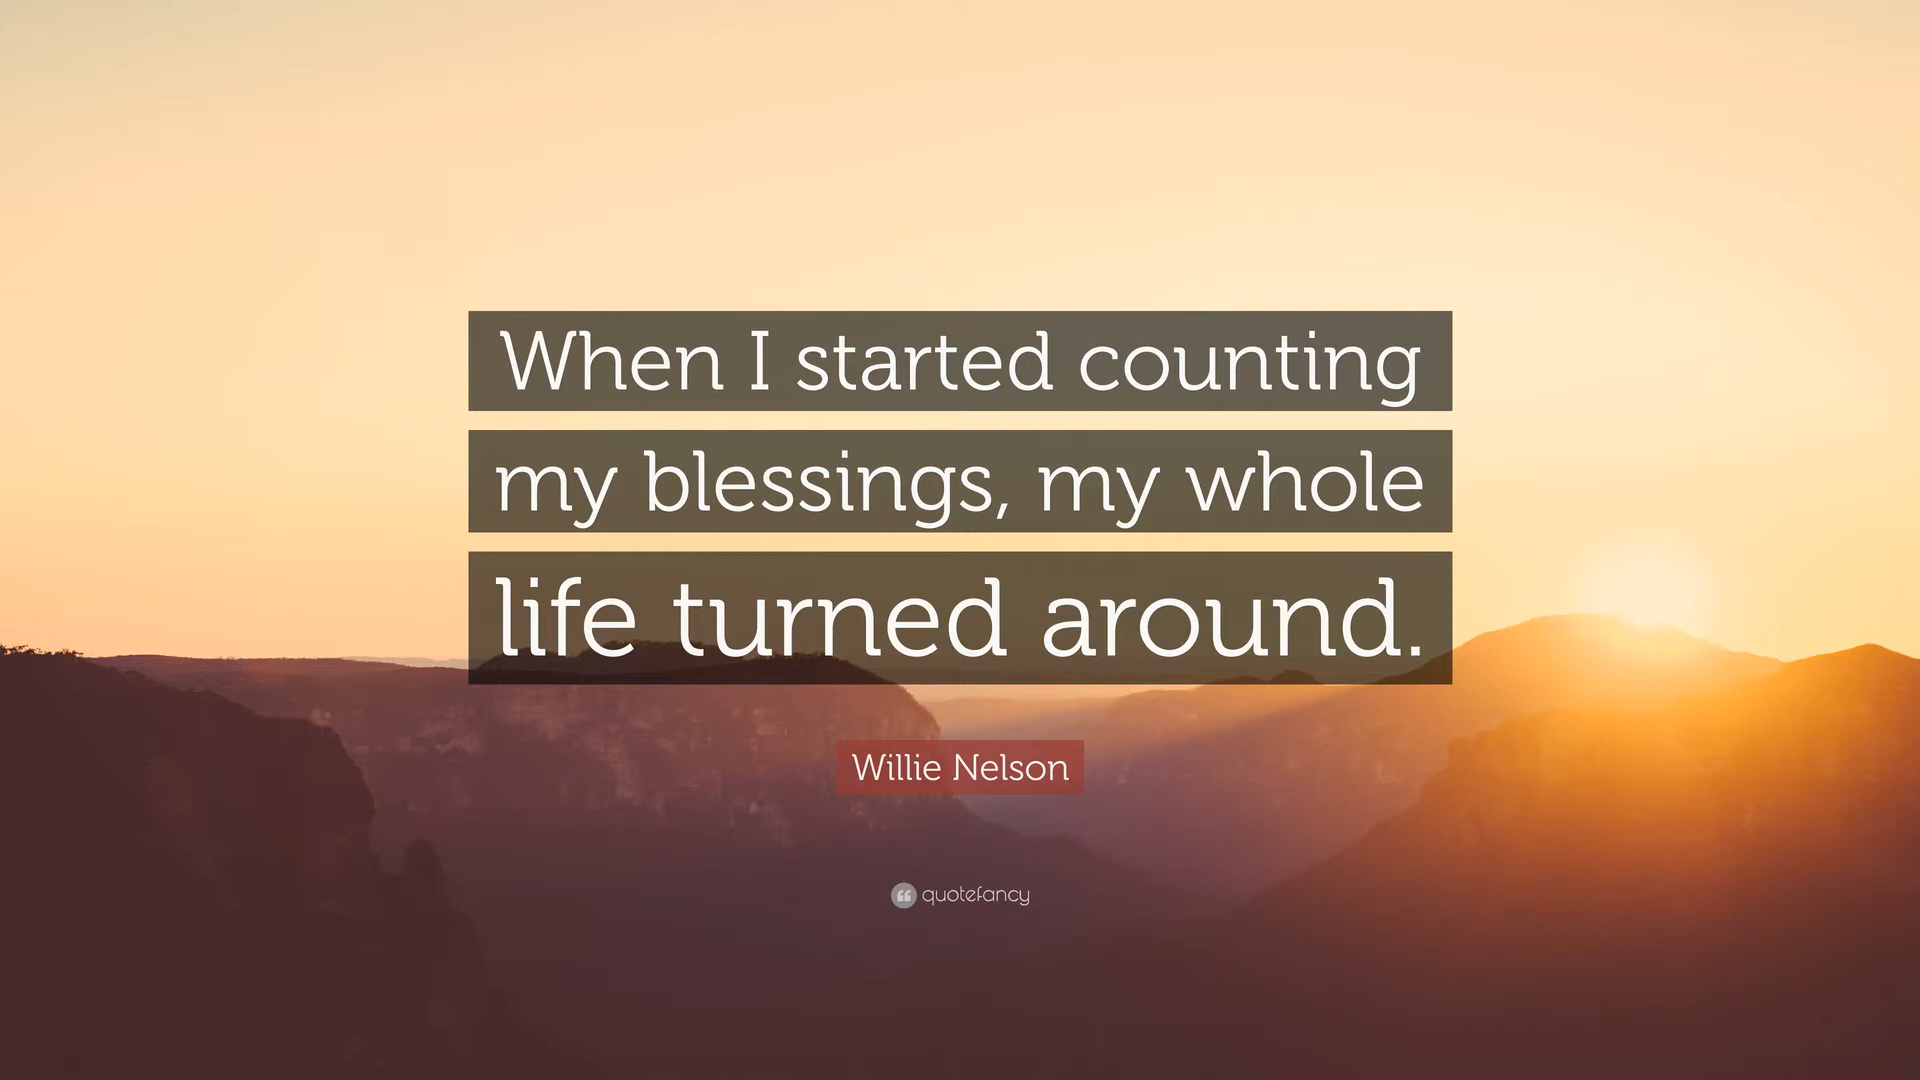 When I started counting
my blessings, my whole
life turned around.
Willie Nelson
quotefancy